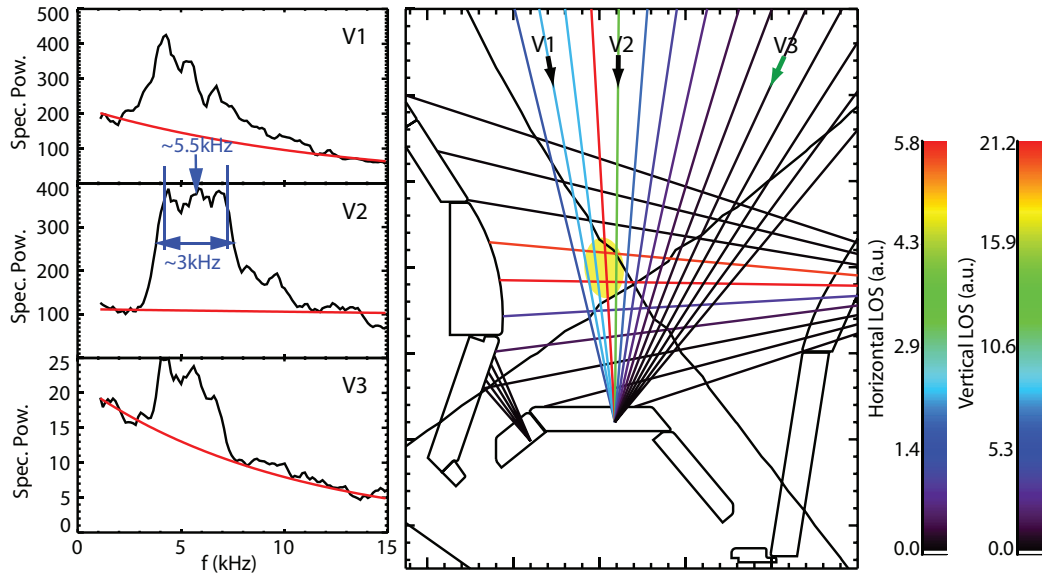 500
400
300
200
100
Spec. Pow.
V1
~5.5kHz
400
300
200
100
Spec. Pow.
V2
~3kHz
25
20
15
10
5
0
Spec. Pow.
V3
0
5
10
15
f (kHz)
V1
V2
V3
5.8
4.3
2.9
1.4
0.0
Horizontal LOS (a.u.)
21.2
15.9
10.6
5.3
0.0
Vertical LOS (a.u.)